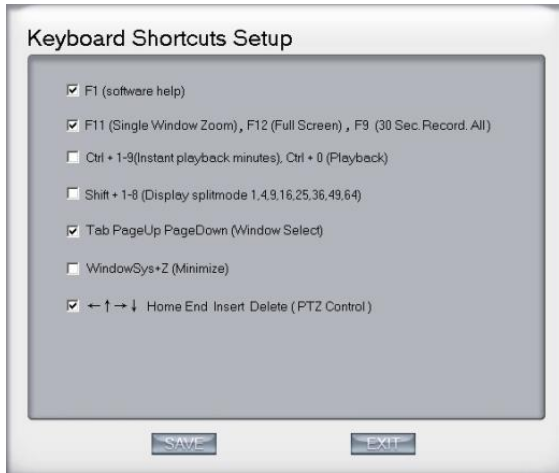 Keyboard Shortcuts Setup
F1 (software help)
F11 (Single Window Zoom), F12 (Full Screen), F9 (30 Sec. Record. All)
Ctrl + 1-9(Instant playback minutes), Ctrl + 0 (Playback)
Shift + 1-8 (Display splitmode 1,4,9,16,25,36,49,64)
Tab PageUp PageDown (Window Select)
WindowSys+Z (Minimize)
←↑→↓ Home End Insert Delete (PTZ Control)
SAVE EXIT